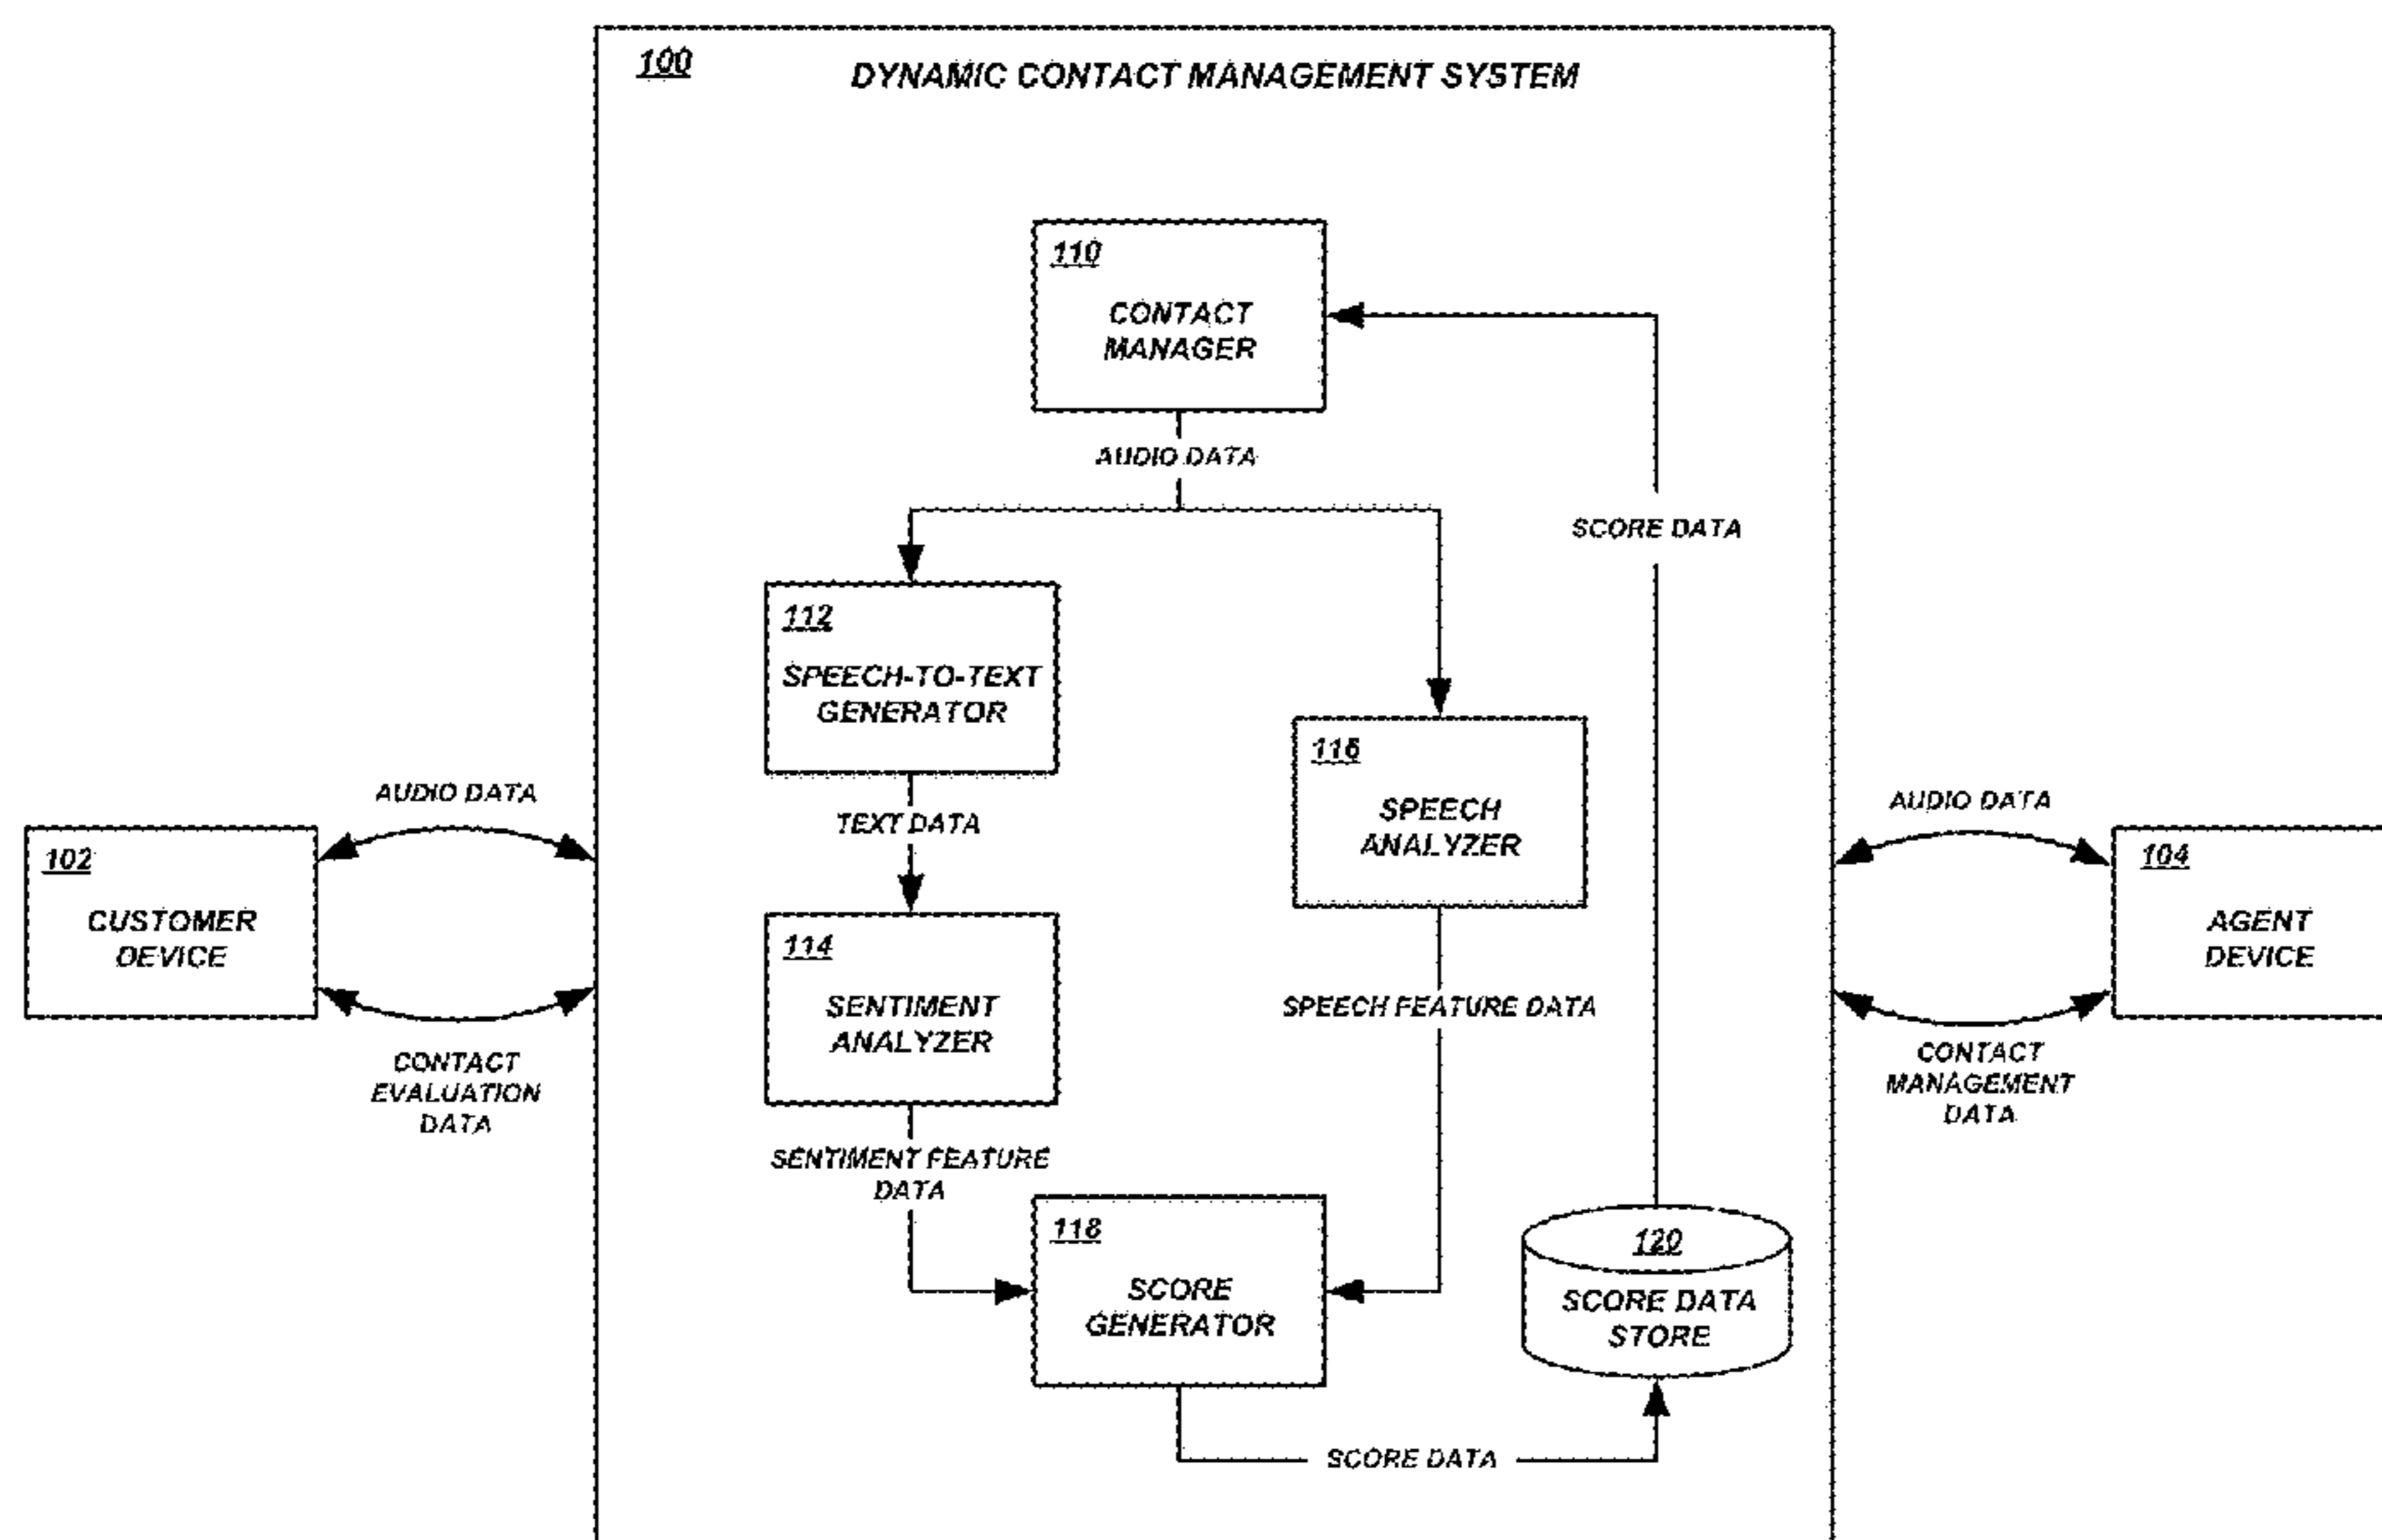 100
DYNAMIC CONTACT MANAGEMENT SYSTEM
110
CONTACT
MANAGER
AUDIO DATA
SCORE DATA
112
SPEECH-TO-TEXT
GENERATOR
116
SPEECH
ANALYZER
TEXT DATA
AUDIO DATA
102
CUSTOMER
DEVICE
CONTACT
EVALUATION
DATA
AUDIO DATA
104
AGENT
DEVICE
CONTACT
MANAGEMENT
DATA
114
SENTIMENT
ANALYZER
SPEECH FEATURE DATA
SENTIMENT FEATURE
DATA
118
SCORE
GENERATOR
120
SCORE DATA
STORE
SCORE DATA